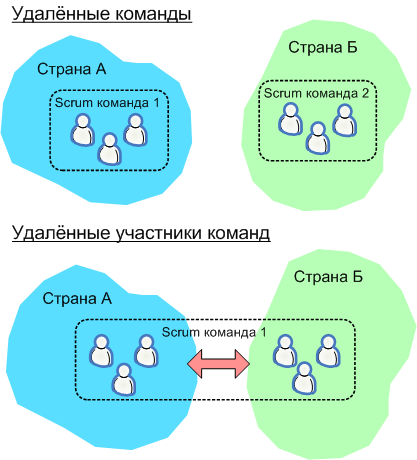 Удалённые команды
Страна А
Страна Б
Scrum команда 1
Scrum команда 2
Удалённые участники команд
Страна А
Страна Б
Scrum команда 1